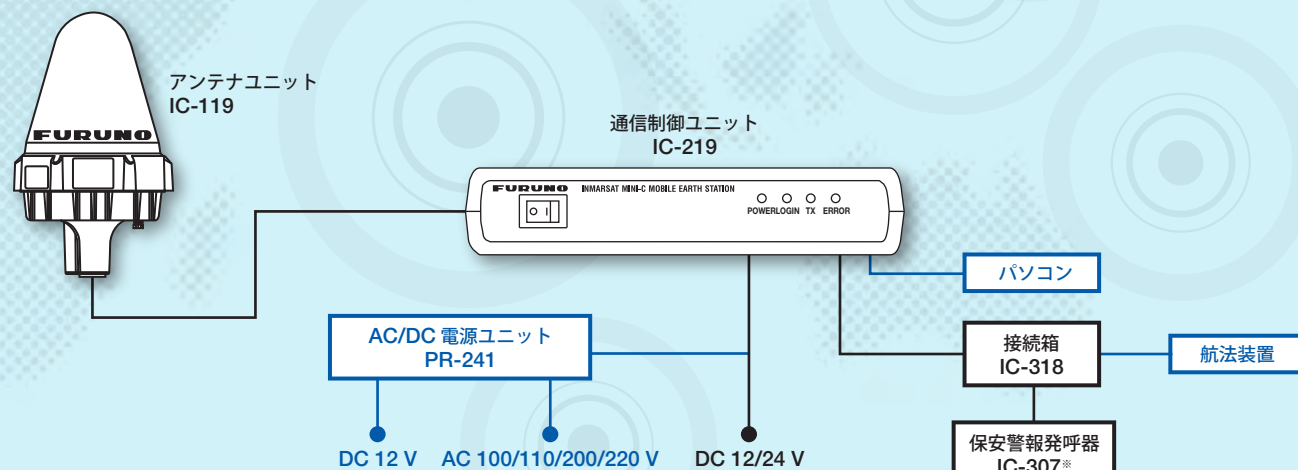 アンテナユニット
IC-119
FURUNO
通信制御ユニット
IC-219
FURUNO INMARSAT MINI-C MOBILE EARTH STATION
POWER LOGIN TX ERROR
パソコン
AC/DC 電源ユニット
PR-241
接続箱
IC-318
航法装置
DC 12 V AC 100/110/200/220 V DC 12/24 V
保安警報発呼器
IC-307※